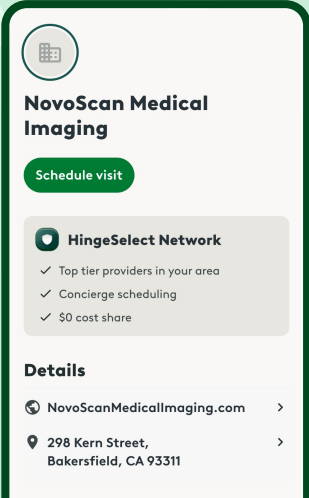 NovoScan Medical
Imaging
Schedule visit
HingeSelect Network
Top tier providers in your area
Concierge scheduling
$0 cost share
Details
NovoScanMedicalImaging.com
298 Kern Street,
Bakersfield, CA 93311